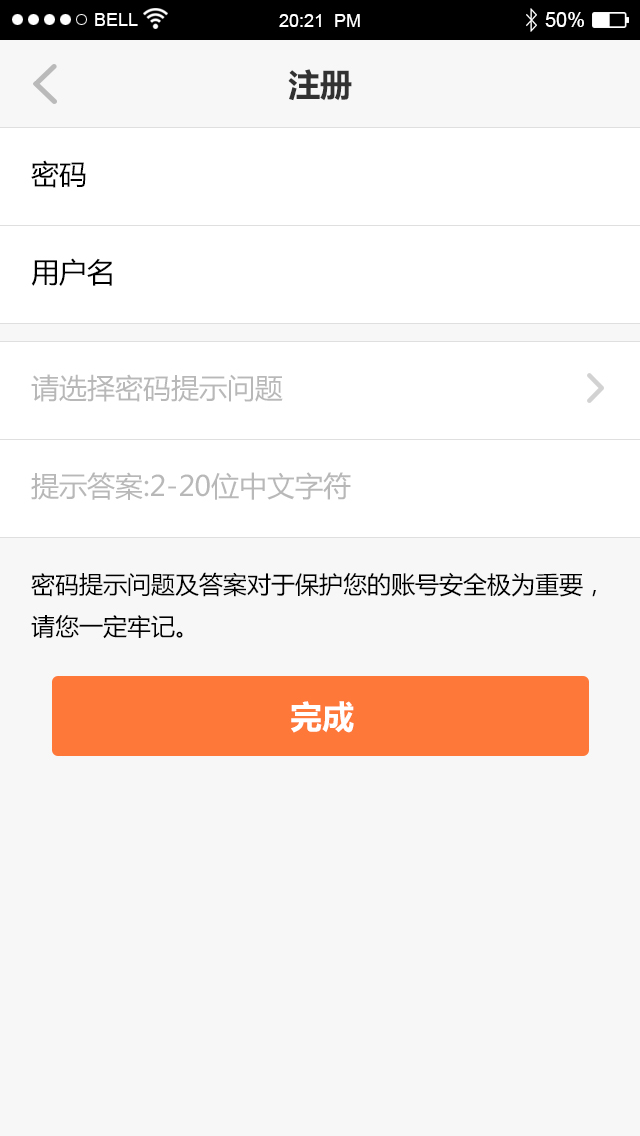 BELL 20:21 PM 50%
注册
密码
用户名
请选择密码提示问题
提示答案:2-20位中文字符
密码提示问题及答案对于保护您的账号安全极为重要，
请您一定牢记。
完成